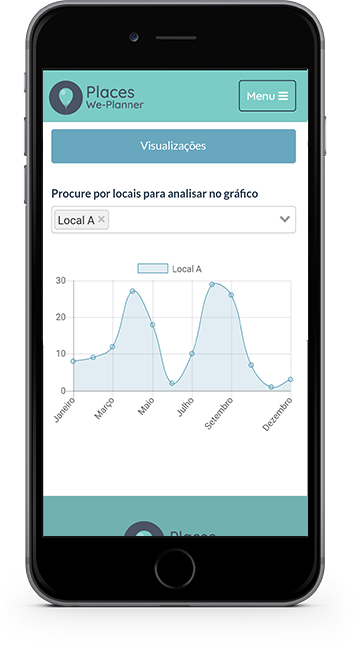 Places
We-Planner
Menu
Visualizações
Procure por locais para analisar no gráfico
Local A ×
Local A
30
20
10
0
Janeiro
Março
Maio
Julho
Setembro
Dezembro
Places